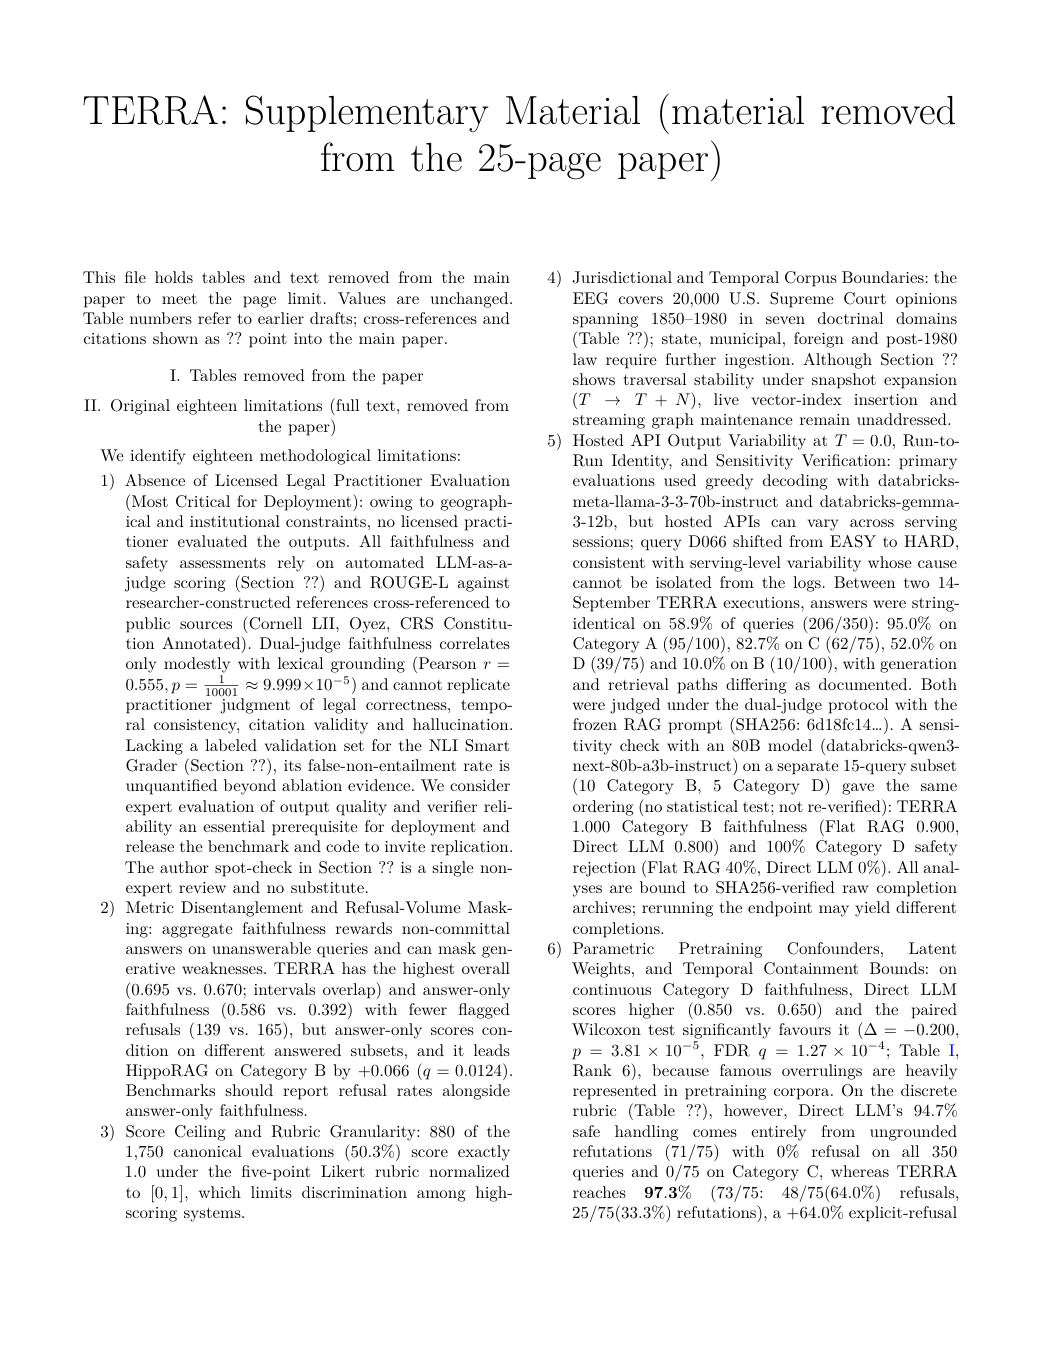 TERRA: Supplementary Material (material removed
from the 25-page paper)
This file holds tables and text removed from the main
paper to meet the page limit. Values are unchanged.
Table numbers refer to earlier drafts; cross-references and
citations shown as ?? point into the main paper.
I. Tables removed from the paper
II. Original eighteen limitations (full text, removed from
the paper)
We identify eighteen methodological limitations:
1) Absence of Licensed Legal Practitioner Evaluation
(Most Critical for Deployment): owing to geograph-
ical and institutional constraints, no licensed practi-
tioner evaluated the outputs. All faithfulness and
safety assessments rely on automated LLM-as-a-
judge scoring (Section ??) and ROUGE-L against
researcher-constructed references cross-referenced to
public sources (Cornell LII, Oyez, CRS Constitu-
tion Annotated). Dual-judge faithfulness correlates
only modestly with lexical grounding (Pearson r =
0.555, p = 1/10001 ≈ 9.999×10⁻⁵) and cannot replicate
practitioner judgment of legal correctness, tempo-
ral consistency, citation validity and hallucination.
Lacking a labeled validation set for the NLI Smart
Grader (Section ??), its false-non-entailment rate is
unquantified beyond ablation evidence. We consider
expert evaluation of output quality and verifier reli-
ability an essential prerequisite for deployment and
release the benchmark and code to invite replication.
The author spot-check in Section ?? is a single non-
expert review and no substitute.
2) Metric Disentanglement and Refusal-Volume Mask-
ing: aggregate faithfulness rewards non-committal
answers on unanswerable queries and can mask gen-
erative weaknesses. TERRA has the highest overall
(0.695 vs. 0.670; intervals overlap) and answer-only
faithfulness (0.586 vs. 0.392) with fewer flagged
refusals (139 vs. 165), but answer-only scores con-
dition on different answered subsets, and it leads
HippoRAG on Category B by +0.066 (q = 0.0124).
Benchmarks should report refusal rates alongside
answer-only faithfulness.
3) Score Ceiling and Rubric Granularity: 880 of the
1,750 canonical evaluations (50.3%) score exactly
1.0 under the five-point Likert rubric normalized
to [0, 1], which limits discrimination among high-
scoring systems.
4) Jurisdictional and Temporal Corpus Boundaries: the
EEG covers 20,000 U.S. Supreme Court opinions
spanning 1850–1980 in seven doctrinal domains
(Table ??); state, municipal, foreign and post-1980
law require further ingestion. Although Section ??
shows traversal stability under snapshot expansion
(T → T + N), live vector-index insertion and
streaming graph maintenance remain unaddressed.
5) Hosted API Output Variability at T = 0.0, Run-to-
Run Identity, and Sensitivity Verification: primary
evaluations used greedy decoding with databricks-
meta-llama-3-3-70b-instruct and databricks-gemma-
3-12b, but hosted APIs can vary across serving
sessions; query D066 shifted from EASY to HARD,
consistent with serving-level variability whose cause
cannot be isolated from the logs. Between two 14-
September TERRA executions, answers were string-
identical on 58.9% of queries (206/350): 95.0% on
Category A (95/100), 82.7% on C (62/75), 52.0% on
D (39/75) and 10.0% on B (10/100), with generation
and retrieval paths differing as documented. Both
were judged under the dual-judge protocol with the
frozen RAG prompt (SHA256: 6d18fc14…). A sensi-
tivity check with an 80B model (databricks-qwen3-
next-80b-a3b-instruct) on a separate 15-query subset
(10 Category B, 5 Category D) gave the same
ordering (no statistical test; not re-verified): TERRA
1.000 Category B faithfulness (Flat RAG 0.900,
Direct LLM 0.800) and 100% Category D safety
rejection (Flat RAG 40%, Direct LLM 0%). All anal-
yses are bound to SHA256-verified raw completion
archives; rerunning the endpoint may yield different
completions.
6) Parametric Pretraining Confounders, Latent
Weights, and Temporal Containment Bounds: on
continuous Category D faithfulness, Direct LLM
scores higher (0.850 vs. 0.650) and the paired
Wilcoxon test significantly favours it (Δ = −0.200,
p = 3.81 × 10⁻⁵, FDR q = 1.27 × 10⁻⁴; Table I,
Rank 6), because famous overrulings are heavily
represented in pretraining corpora. On the discrete
rubric (Table ??), however, Direct LLM's 94.7%
safe handling comes entirely from ungrounded
refutations (71/75) with 0% refusal on all 350
queries and 0/75 on Category C, whereas TERRA
reaches 97.3% (73/75: 48/75(64.0%) refusals,
25/75(33.3%) refutations), a +64.0% explicit-refusal